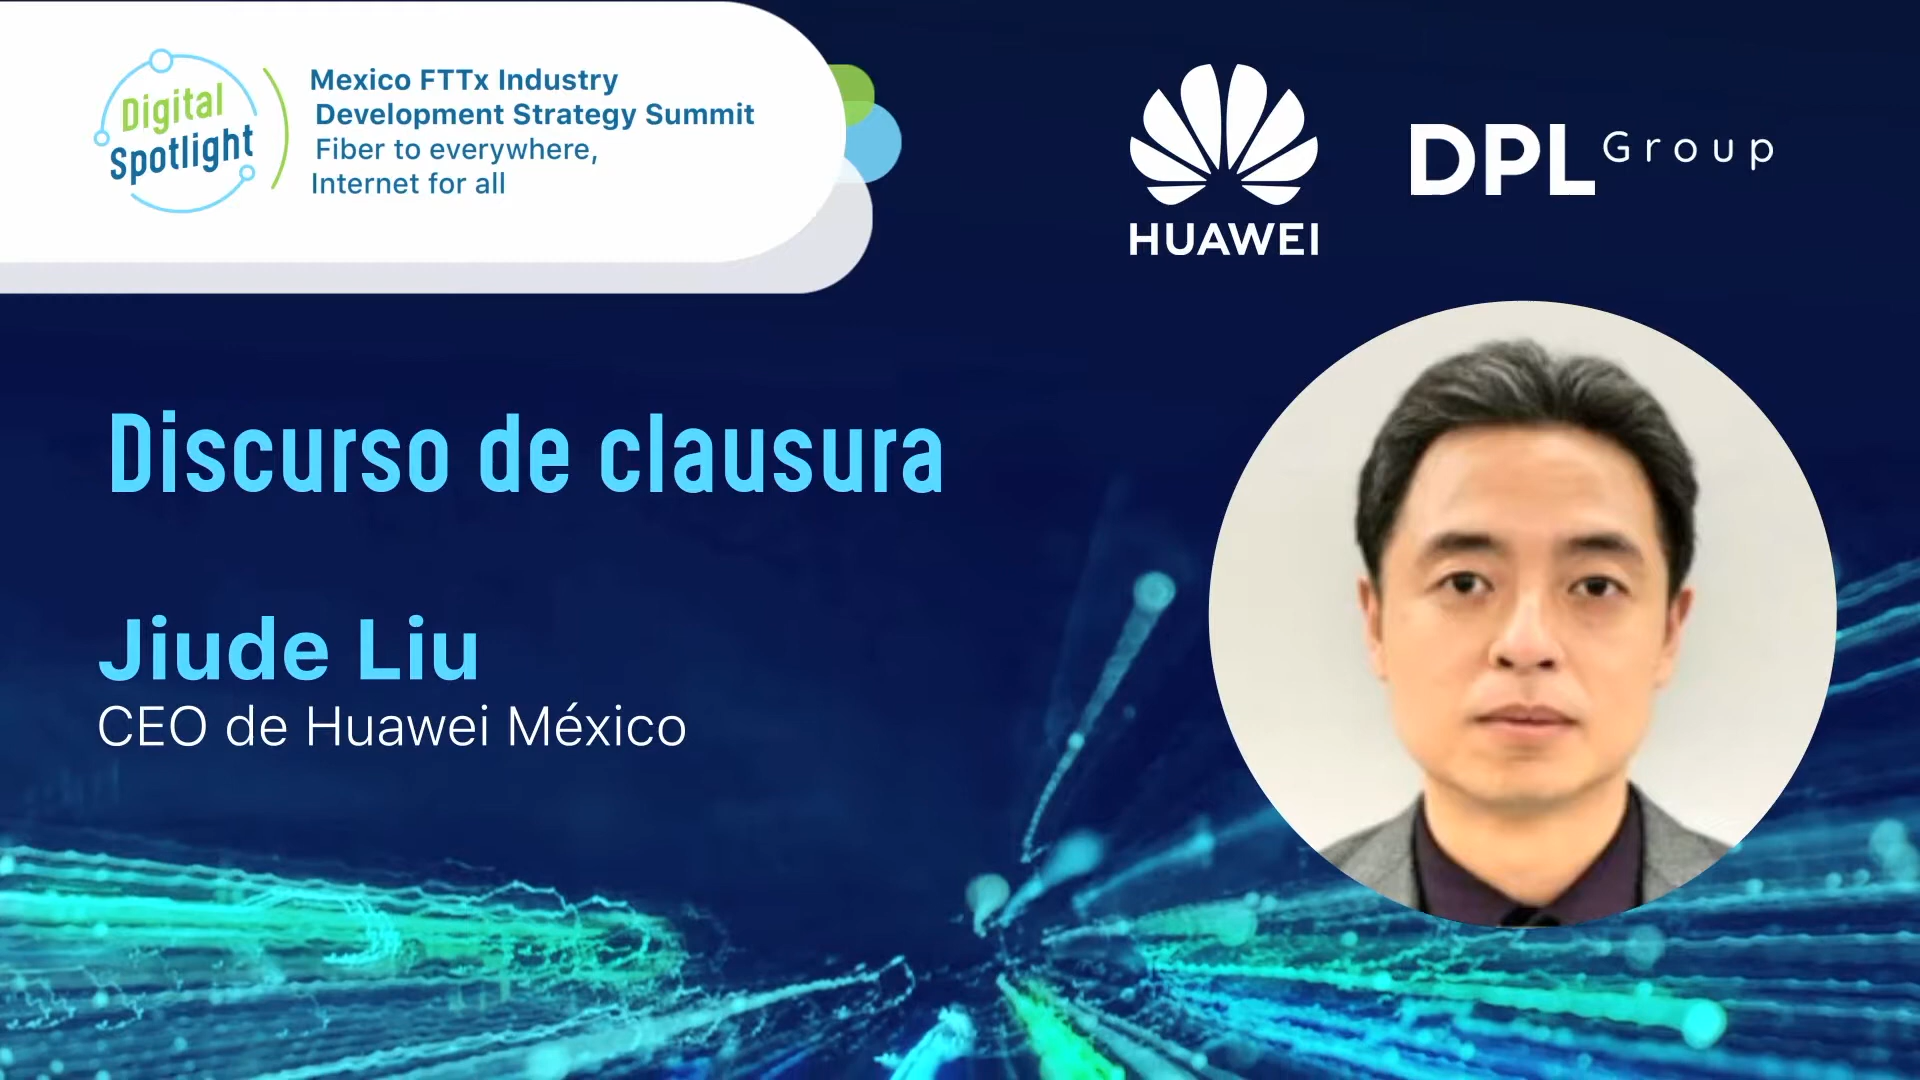 Digital
Spotlight
Mexico FTTx Industry
Development Strategy Summit
Fiber to everywhere,
Internet for all
HUAWEI
DPL Group
Discurso de clausura
Jiude Liu
CEO de Huawei México